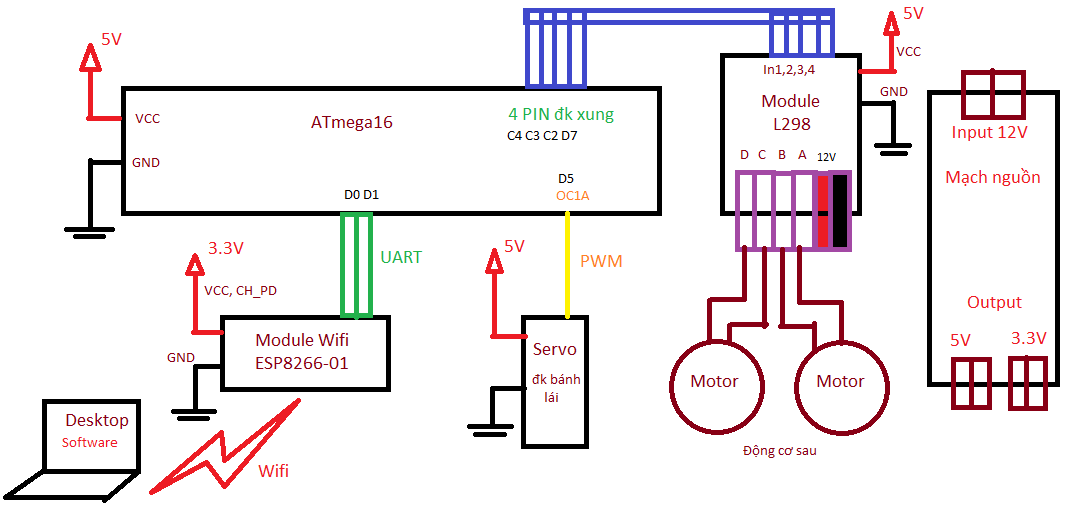 5V
VCC
GND
ATmega16
4 PIN đk xung
C4 C3 C2 D7
D0 D1
D5
OC1A
In1,2,3,4
Module
L298
D C B A 12V
5V
VCC
GND
Input 12V
Mạch nguồn
Output
5V
3.3V
3.3V
VCC, CH_PD
GND
Module Wifi
ESP8266-01
UART
5V
PWM
Servo
đk bánh
lái
Motor
Motor
Động cơ sau
Desktop
Software
Wifi